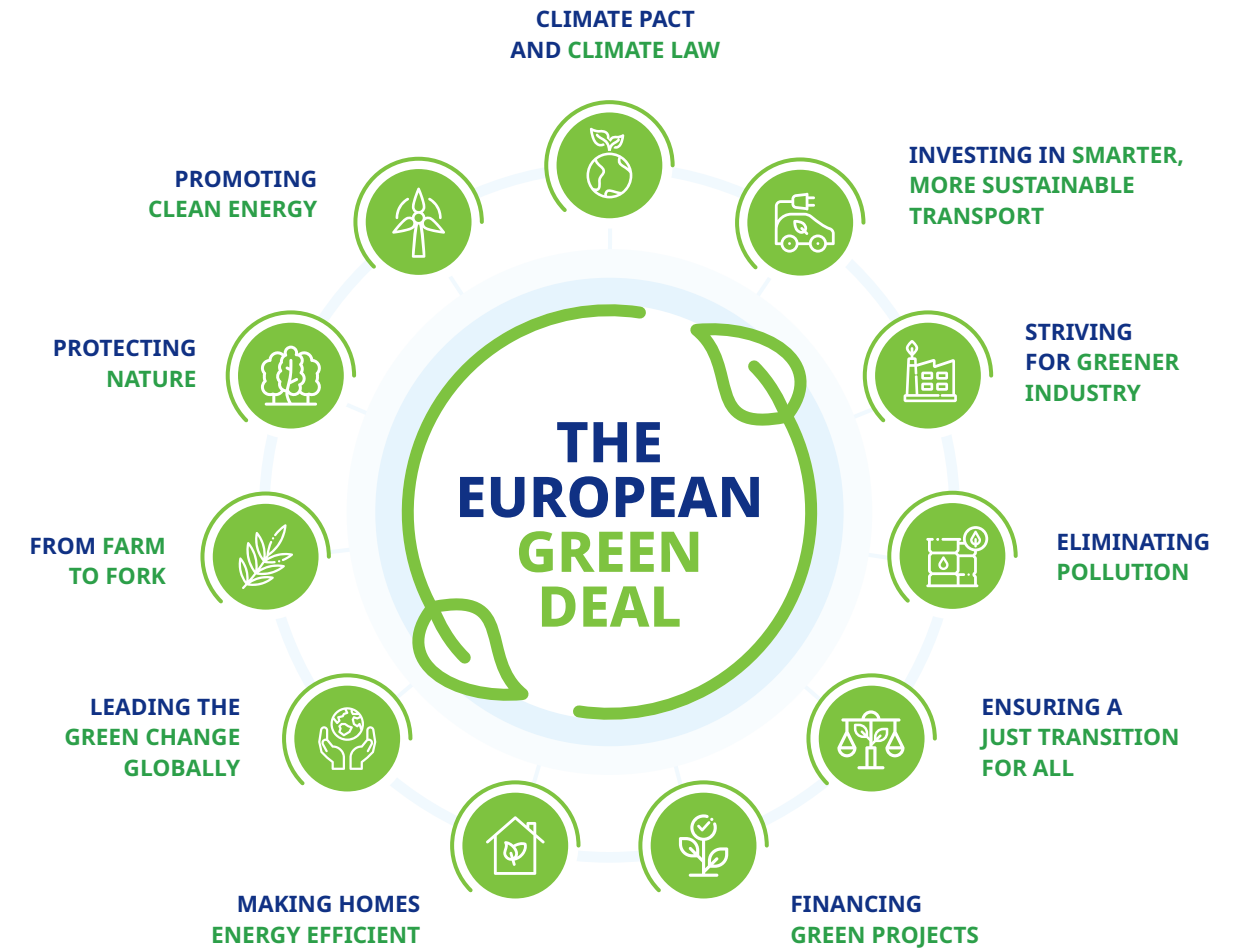 CLIMATE PACT
AND CLIMATE LAW
INVESTING IN SMARTER,
MORE SUSTAINABLE
TRANSPORT
STRIVING
FOR GREENER
INDUSTRY
ELIMINATING
POLLUTION
ENSURING A
JUST TRANSITION
FOR ALL
FINANCING
GREEN PROJECTS
MAKING HOMES
ENERGY EFFICIENT
LEADING THE
GREEN CHANGE
GLOBALLY
FROM FARM
TO FORK
PROTECTING
NATURE
PROMOTING
CLEAN ENERGY
THE
EUROPEAN
GREEN
DEAL